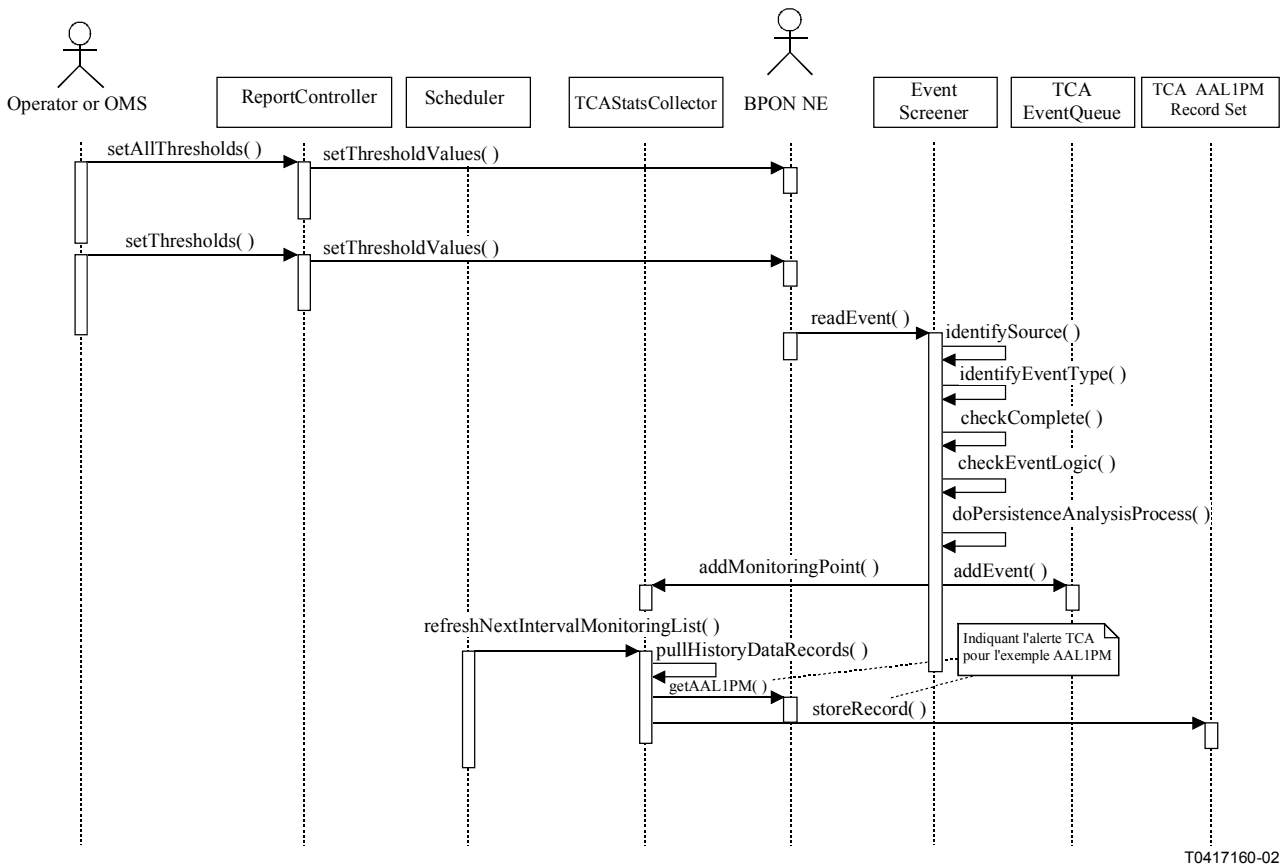 Operator or OMS
ReportController
Scheduler
TCAStatsCollector
BPON NE
Event
Screener
TCA
EventQueue
TCA AAL1PM
Record Set
setAllThresholds( )
setThresholdValues( )
setThresholds( )
setThresholdValues( )
readEvent( )
identifySource( )
identifyEventType( )
checkComplete( )
checkEventLogic( )
doPersistenceAnalysisProcess( )
addMonitoringPoint( )
addEvent( )
refreshNextIntervalMonitoringList( )
Indiquant l'alerte TCA
pour l'exemple AAL1PM
pullHistoryDataRecords( )
getAAL1PM( )
storeRecord( )
T0417160-02